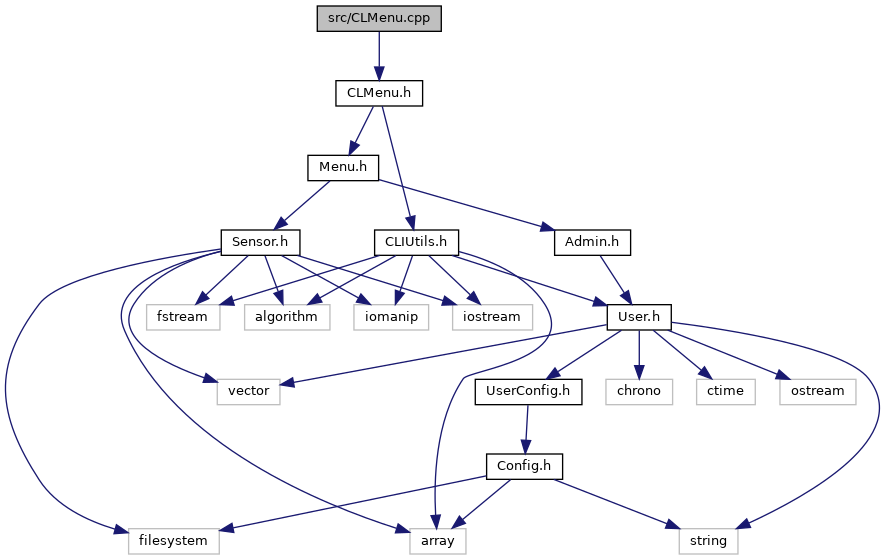 src/CLMenu.cpp
CLMenu.h
Menu.h
Sensor.h
CLIUtils.h
Admin.h
fstream
algorithm
iomanip
iostream
User.h
vector
UserConfig.h
chrono
ctime
ostream
Config.h
filesystem
array
string